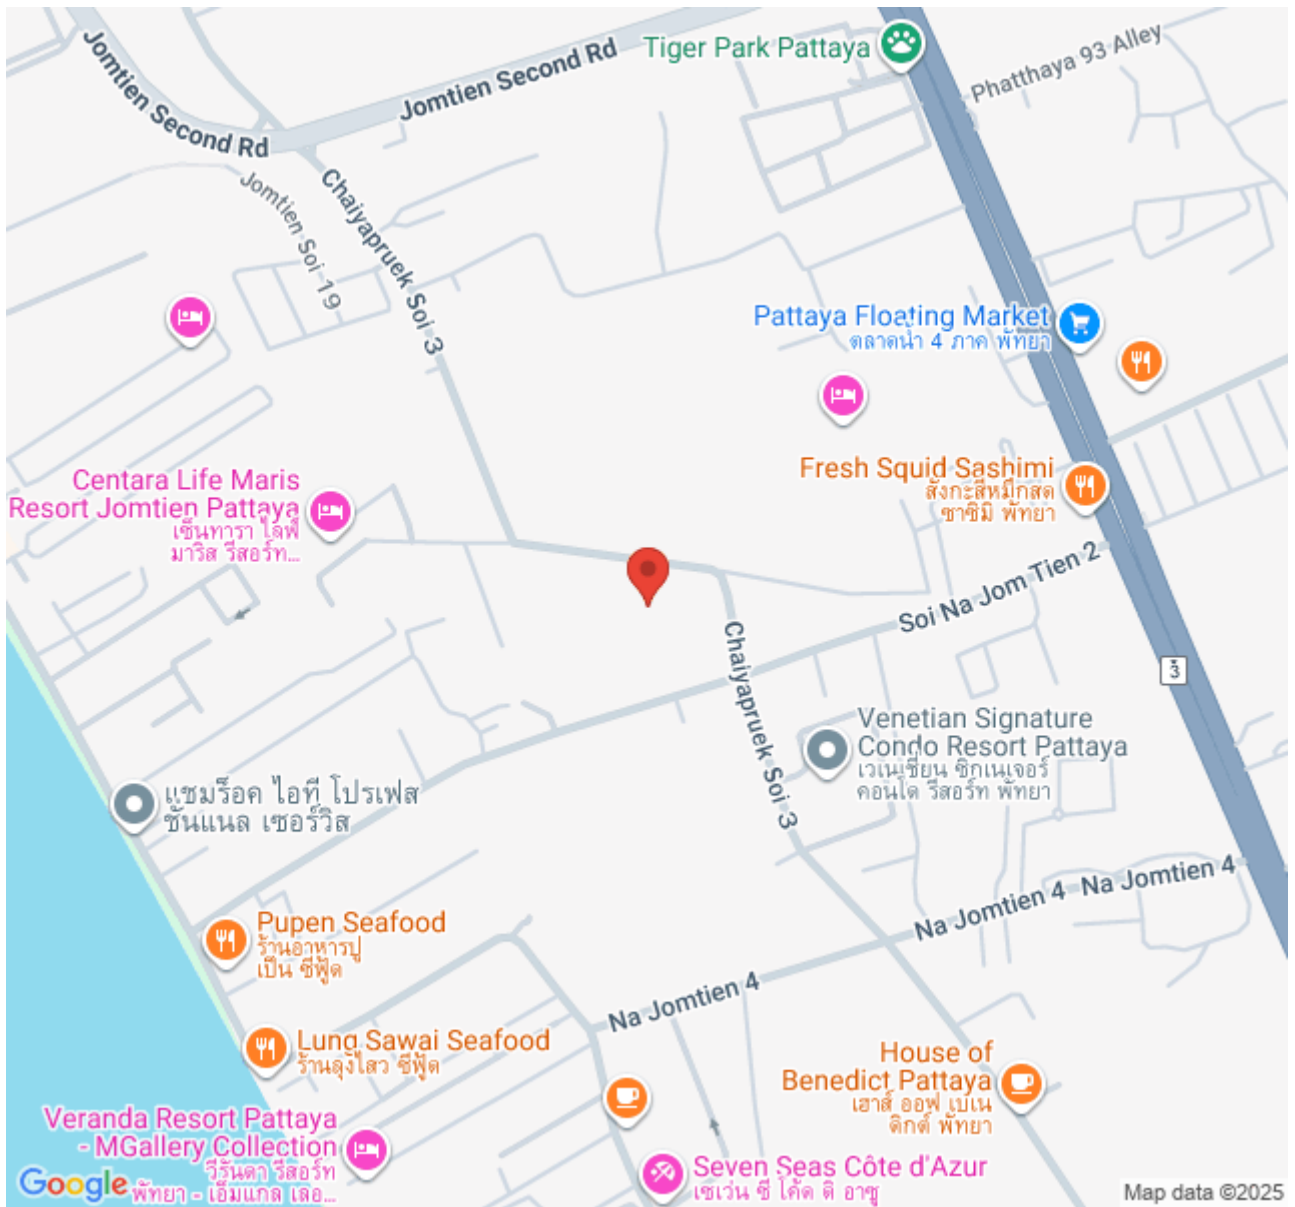 Tiger Park Pattaya
Phatthaya 93 Alley
Jomtien Second Rd
Jomtien Second Rd
Jomtien Soi 19
Chaiyapruek Soi 3
Pattaya Floating Market
ตลาดน้ำ 4 ภาค พัทยา
Fresh Squid Sashimi
สังกะสีหมึกสด
ซาซิมิ พัทยา
Centara Life Maris
Resort Jomtien Pattaya
เซ็นทารา ไลฟ์
มาริส รีสอร์ท...
Soi Na Jom Tien 2
3
Chaiyapruek Soi 3
Venetian Signature
Condo Resort Pattaya
เวเนเชี่ยน ซิกเนเจอร์
คอนโด รีสอร์ท พัทยา
แชมร็อค ไอที โปรเฟส
ชันแนล เซอร์วิส
Na Jomtien 4
Na Jomtien 4
Pupen Seafood
ร้านอาหารปู
เป็น ซีฟู้ด
Na Jomtien 4
Lung Sawai Seafood
ร้านลุงไสว ซีฟู้ด
House of
Benedict Pattaya
เฮาส์ ออฟ เบเน
ดิกต์ พัทยา
Veranda Resort Pattaya
- MGallery Collection
วีรันดา รีสอร์ท
พัทยา - เอ็มแกล เลอ...
Seven Seas Côte d'Azur
เซเว่น ซี โค้ด ดิ อาซู
Google
Map data ©2025